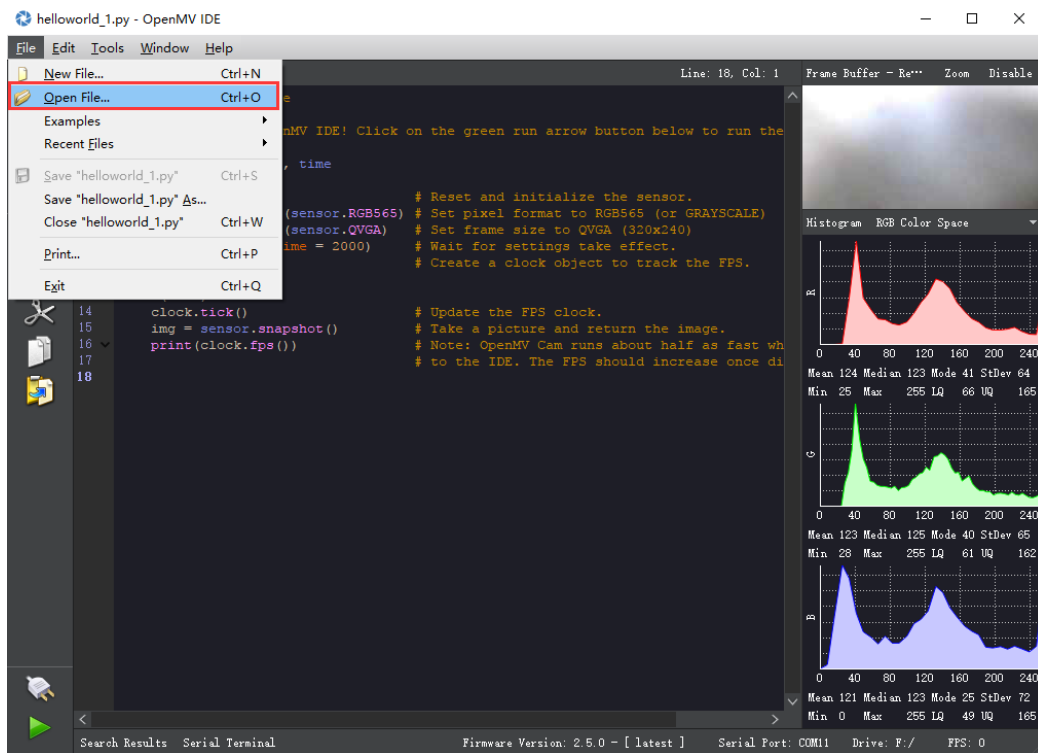 helloworld_1.py - OpenMV IDE
File Edit Tools Window Help
New File... Ctrl+N
Line: 18, Col: 1
Frame Buffer - Re··· Zoom Disable
Open File... Ctrl+O
e
Examples
nMV IDE! Click on the green run arrow button below to run the
Recent Files
, time
Save "helloworld_1.py" Ctrl+S
Save "helloworld_1.py" As...
# Reset and initialize the sensor.
(sensor.RGB565) # Set pixel format to RGB565 (or GRAYSCALE)
Close "helloworld_1.py" Ctrl+W
(sensor.QVGA) # Set frame size to QVGA (320x240)
Histogram RGB Color Space
Print... Ctrl+P
ime = 2000) # Wait for settings take effect.
# Create a clock object to track the FPS.
Exit Ctrl+Q
14 clock.tick() # Update the FPS clock.
15 img = sensor.snapshot() # Take a picture and return the image.
16 print(clock.fps()) # Note: OpenMV Cam runs about half as fast wh
17 # to the IDE. The FPS should increase once di
18
R
0 40 80 120 160 200 240
Mean 124 Median 123 Mode 41 StDev 64
Min 25 Max 255 LQ 66 UQ 165
G
0 40 80 120 160 200 240
Mean 123 Median 125 Mode 40 StDev 65
Min 28 Max 255 LQ 61 UQ 162
B
0 40 80 120 160 200 240
Mean 121 Median 123 Mode 25 StDev 72
Min 0 Max 255 LQ 49 UQ 165
Search Results Serial Terminal Firmware Version: 2.5.0 - [ latest ] Serial Port: COM11 Drive: F:/ FPS: 0